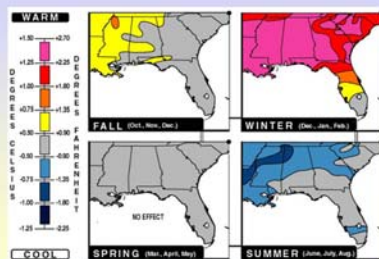 WARM
+1.50 +2.70
+1.25 +2.25
+1.00 +1.80
+0.75 +1.35
+0.50 +0.90
-0.50 -0.90
-0.75 -1.35
-1.00 -1.80
-1.25 -2.25
DEGREES CELSIUS
DEGREES FAHRENHEIT
COOL
FALL (Oct., Nov., Dec.)
WINTER (Dec., Jan., Feb.)
NO EFFECT
SPRING (Mar., April, May)
SUMMER (June, July, Aug.)